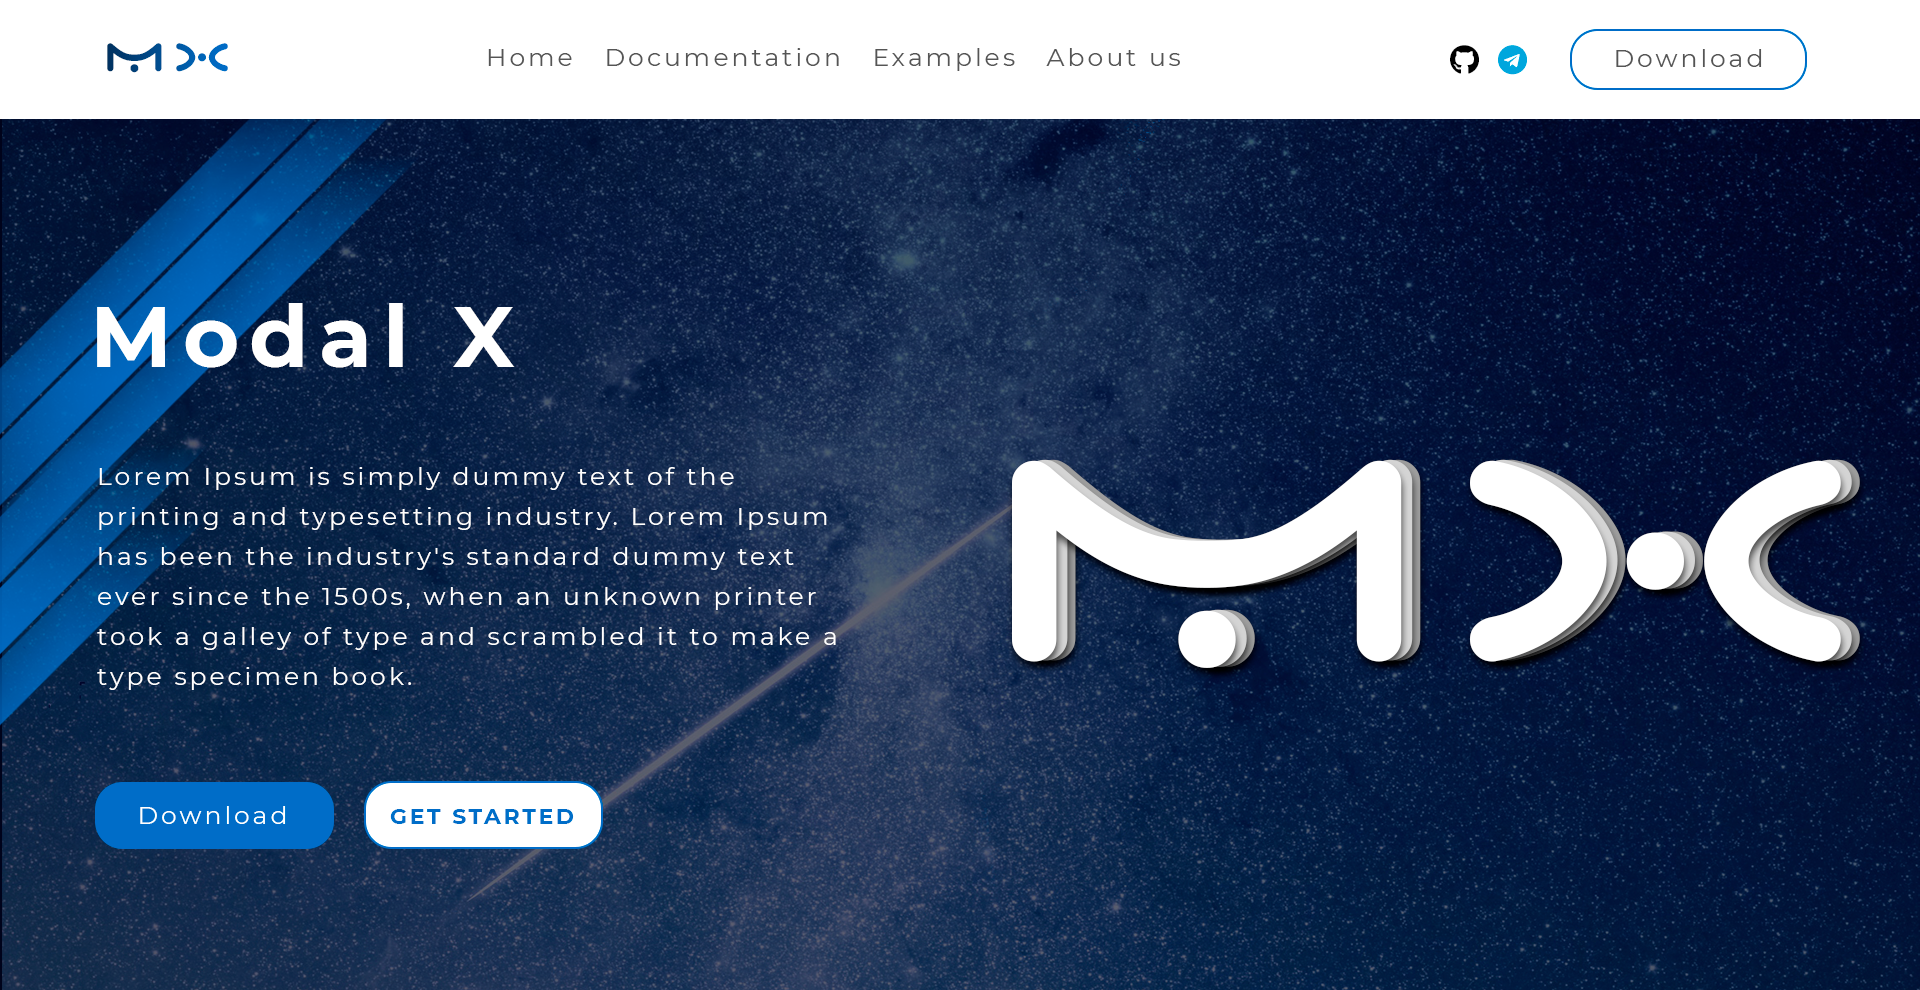 MX
Home Documentation Examples About us
Download
Modal X
Lorem Ipsum is simply dummy text of the
printing and typesetting industry. Lorem Ipsum
has been the industry's standard dummy text
ever since the 1500s, when an unknown printer
took a galley of type and scrambled it to make a
type specimen book.
Download
GET STARTED
MX